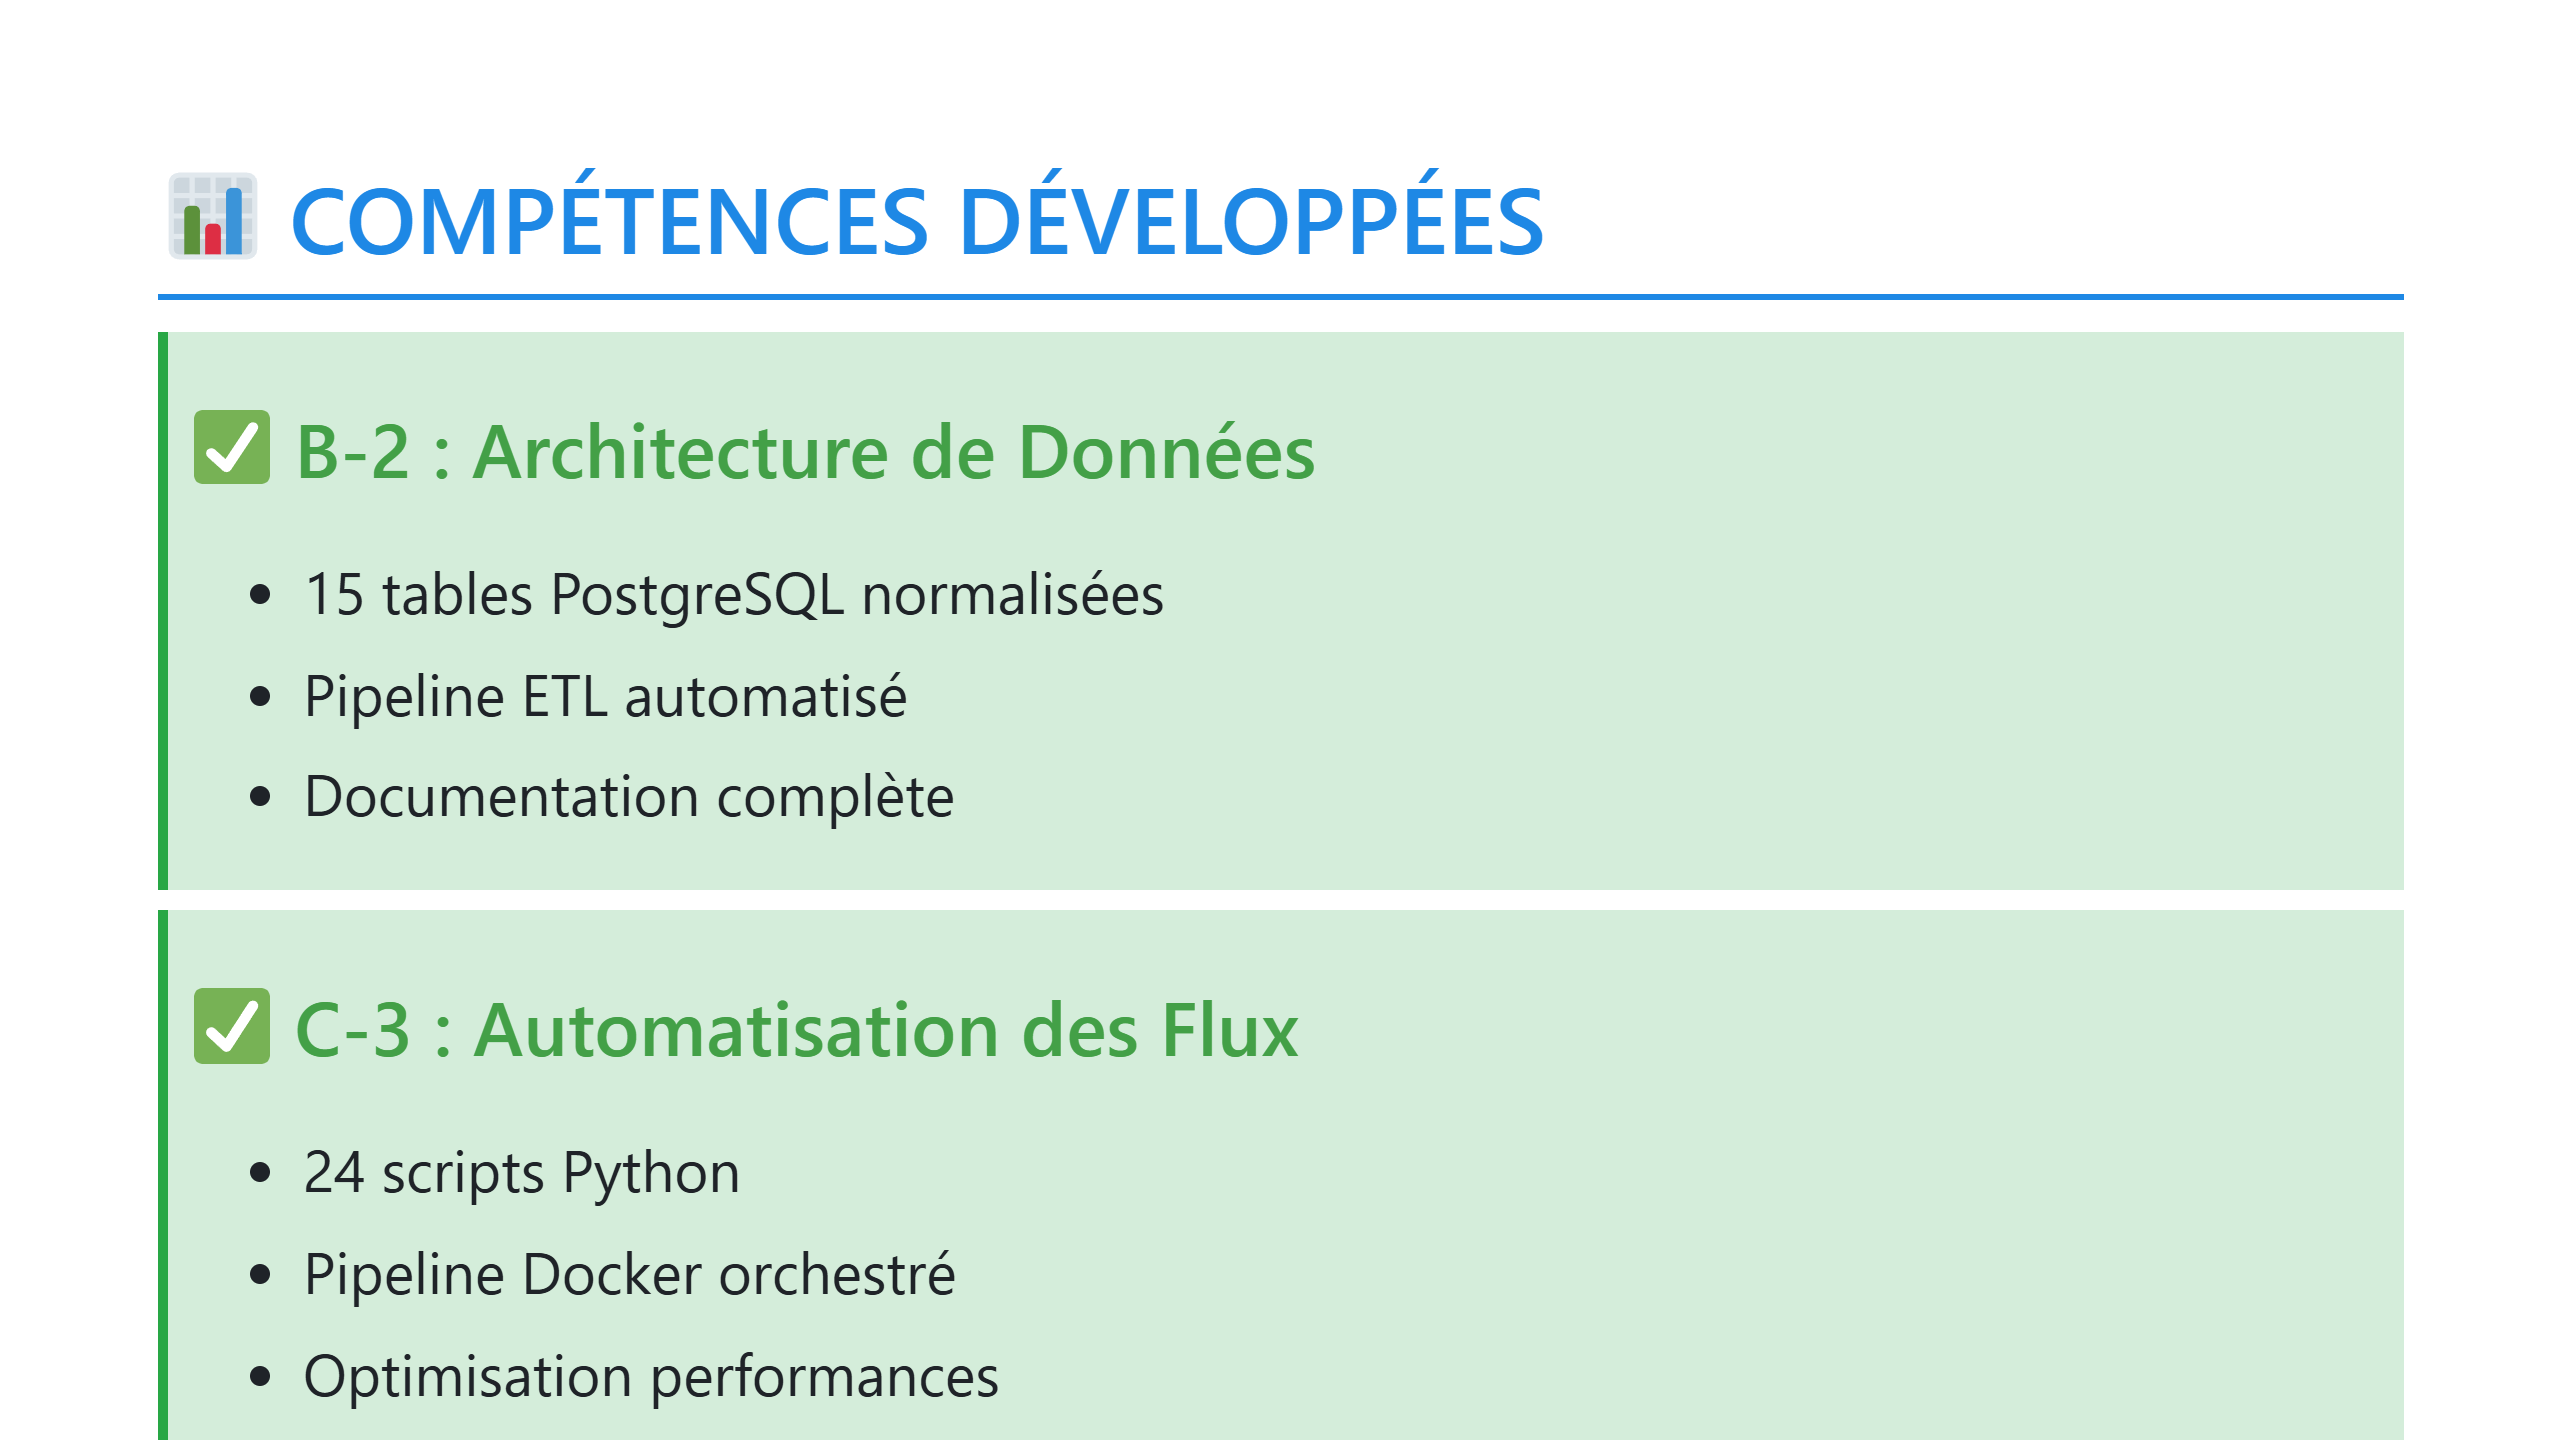 COMPÉTENCES DÉVELOPPÉES
B-2 : Architecture de Données
15 tables PostgreSQL normalisées
Pipeline ETL automatisé
Documentation complète
C-3 : Automatisation des Flux
24 scripts Python
Pipeline Docker orchestré
Optimisation performances